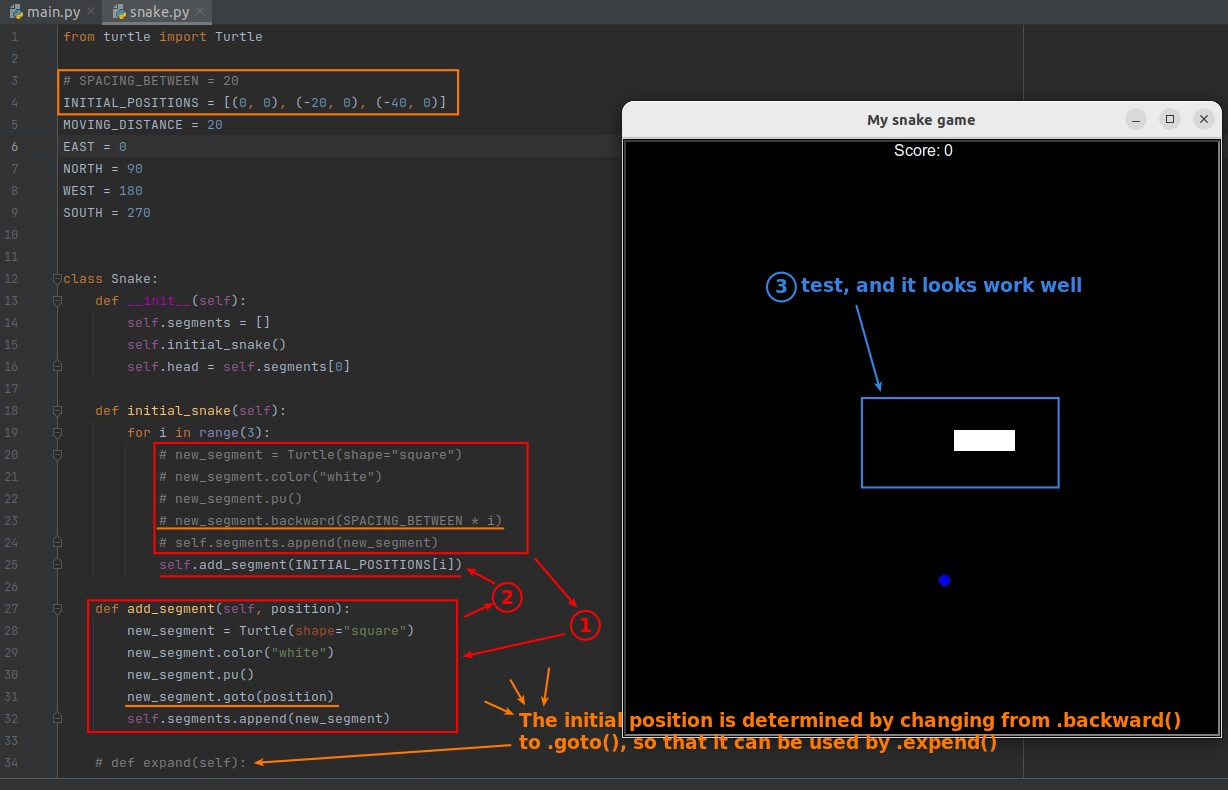 main.py snake.py
1 from turtle import Turtle
2
3 # SPACING_BETWEEN = 20
4 INITIAL_POSITIONS = [(0, 0), (-20, 0), (-40, 0)]
5 MOVING_DISTANCE = 20
6 EAST = 0
7 NORTH = 90
8 WEST = 180
9 SOUTH = 270
10
11
12 class Snake:
13 def __init__(self):
14 self.segments = []
15 self.initial_snake()
16 self.head = self.segments[0]
17
18 def initial_snake(self):
19 for i in range(3):
20 # new_segment = Turtle(shape="square")
21 # new_segment.color("white")
22 # new_segment.pu()
23 # new_segment.backward(SPACING_BETWEEN * i)
24 # self.segments.append(new_segment)
25 self.add_segment(INITIAL_POSITIONS[i])
26
27 def add_segment(self, position):
28 new_segment = Turtle(shape="square")
29 new_segment.color("white")
30 new_segment.pu()
31 new_segment.goto(position)
32 self.segments.append(new_segment)
33
34 # def expand(self):
2
1
My snake game
Score: 0
3 test, and it looks work well
The initial position is determined by changing from .backward()
to .goto(), so that it can be used by .expend()